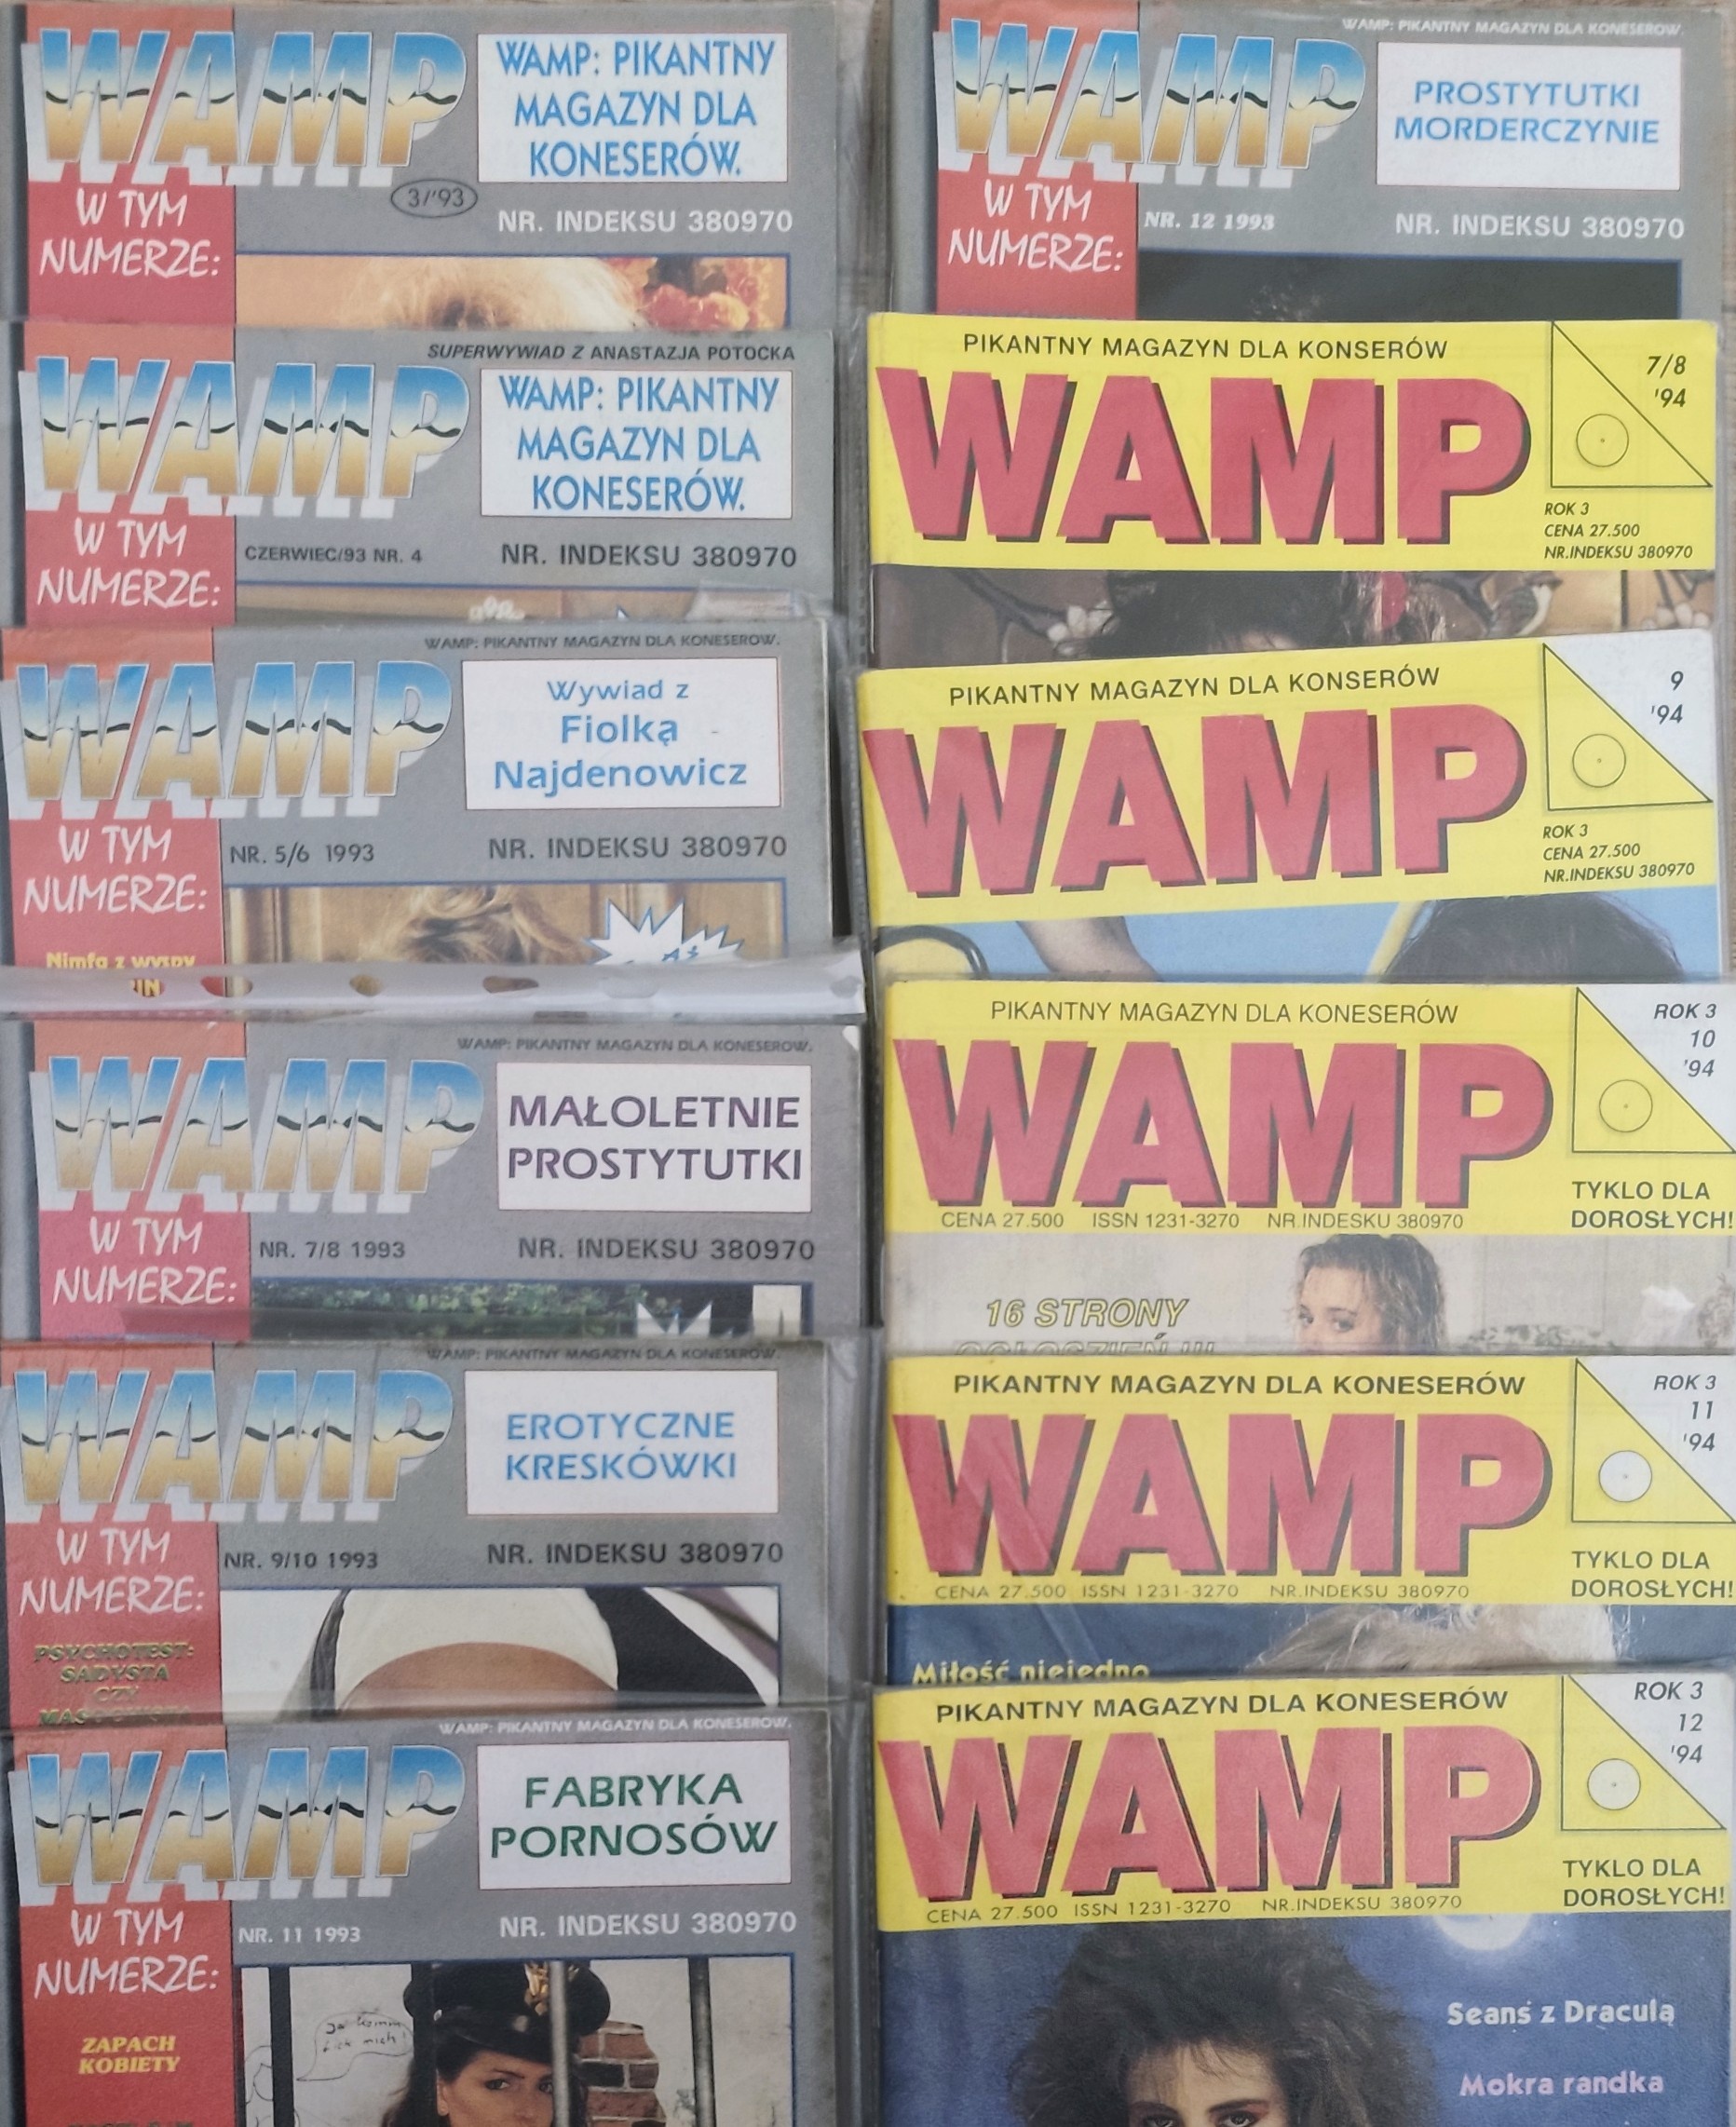 WAMP
WAMP: PIKANTNY
MAGAZYN DLA
KONESERÓW.
3/'93
W TYM
NUMERZE:
NR. INDEKSU 380970
SUPERWYWIAD Z ANASTAZJA POTOCKA
WAMP
WAMP: PIKANTNY
MAGAZYN DLA
KONESERÓW.
W TYM
NUMERZE:
CZERWIEC/93 NR. 4
NR. INDEKSU 380970
WAMP: PIKANTNY MAGAZYN DLA KONESEROW.
WAMP
Wywiad z
Fiolką
Najdenowicz
W TYM
NUMERZE:
NR. 5/6 1993
NR. INDEKSU 380970
Nimfa z wyspy
WAMP: PIKANTNY MAGAZYN DLA KONESEROW.
WAMP
MAŁOLETNIE
PROSTYTUTKI
W TYM
NUMERZE:
NR. 7/8 1993
NR. INDEKSU 380970
WAMP: PIKANTNY MAGAZYN DLA KONESEROW.
WAMP
EROTYCZNE
KRESKÓWKI
W TYM
NUMERZE:
NR. 9/10 1993
NR. INDEKSU 380970
PSYCHOTEST:
SADYSTA
CZY
WAMP: PIKANTNY MAGAZYN DLA KONESEROW.
WAMP
FABRYKA
PORNOSÓW
W TYM
NUMERZE:
NR. 11 1993
NR. INDEKSU 380970
ZAPACH
KOBIETY
WAMP: PIKANTNY MAGAZYN DLA KONESEROW.
WAMP
PROSTYTUTKI
MORDERCZYNIE
W TYM
NUMERZE:
NR. 12 1993
NR. INDEKSU 380970
PIKANTNY MAGAZYN DLA KONSERÓW
WAMP
7/8
'94
ROK 3
CENA 27.500
NR.INDEKSU 380970
PIKANTNY MAGAZYN DLA KONSERÓW
WAMP
9
'94
ROK 3
CENA 27.500
NR.INDEKSU 380970
PIKANTNY MAGAZYN DLA KONESERÓW
WAMP
ROK 3
10
'94
TYKLO DLA
DOROSŁYCH!
CENA 27.500 ISSN 1231-3270 NR.INDESKU 380970
16 STRONY
OGŁOSZIEŃ !!!
PIKANTNY MAGAZYN DLA KONESERÓW
WAMP
ROK 3
11
'94
TYKLO DLA
DOROSŁYCH!
CENA 27.500 ISSN 1231-3270 NR.INDEKSU 380970
Miłość niejedno
PIKANTNY MAGAZYN DLA KONESERÓW
WAMP
ROK 3
12
'94
TYKLO DLA
DOROSŁYCH!
CENA 27.500 ISSN 1231-3270 NR.INDEKSU 380970
Seans z Draculą
Mokra randka